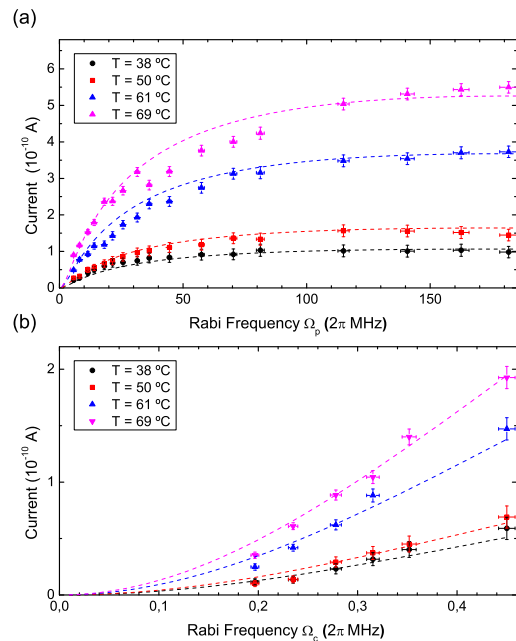 (a)
T = 38 ºC
T = 50 ºC
T = 61 ºC
T = 69 ºC
Current (10⁻¹⁰ A)
6
5
4
3
2
1
0
0 50 100 150
Rabi Frequency Ωₚ (2π MHz)
(b)
T = 38 ºC
T = 50 ºC
T = 61 ºC
T = 69 ºC
Current (10⁻¹⁰ A)
2
1
0
0,0 0,1 0,2 0,3 0,4
Rabi Frequency Ω꜀ (2π MHz)